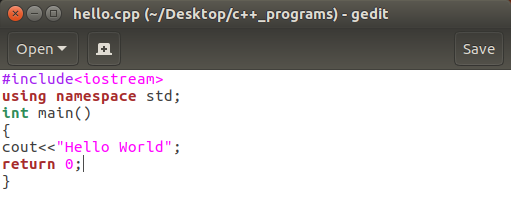 hello.cpp (~/Desktop/c++_programs) - gedit
Open Save
#include<iostream>
using namespace std;
int main()
{
cout<<"Hello World";
return 0;
}